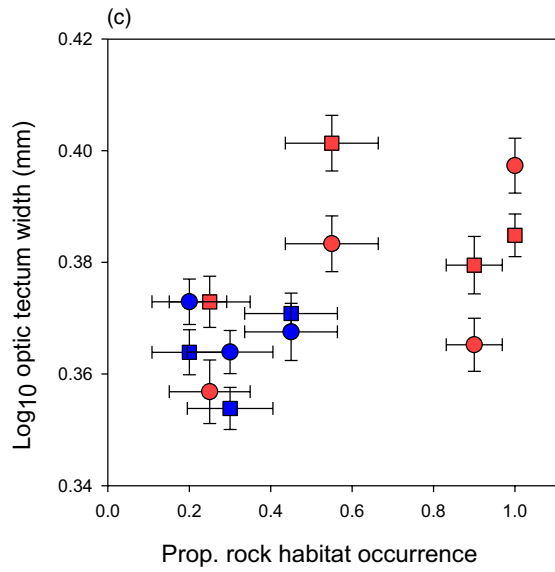 (c)
0.42
0.40
0.38
0.36
0.34
Log10 optic tectum width (mm)
0.0 0.2 0.4 0.6 0.8 1.0
Prop. rock habitat occurrence